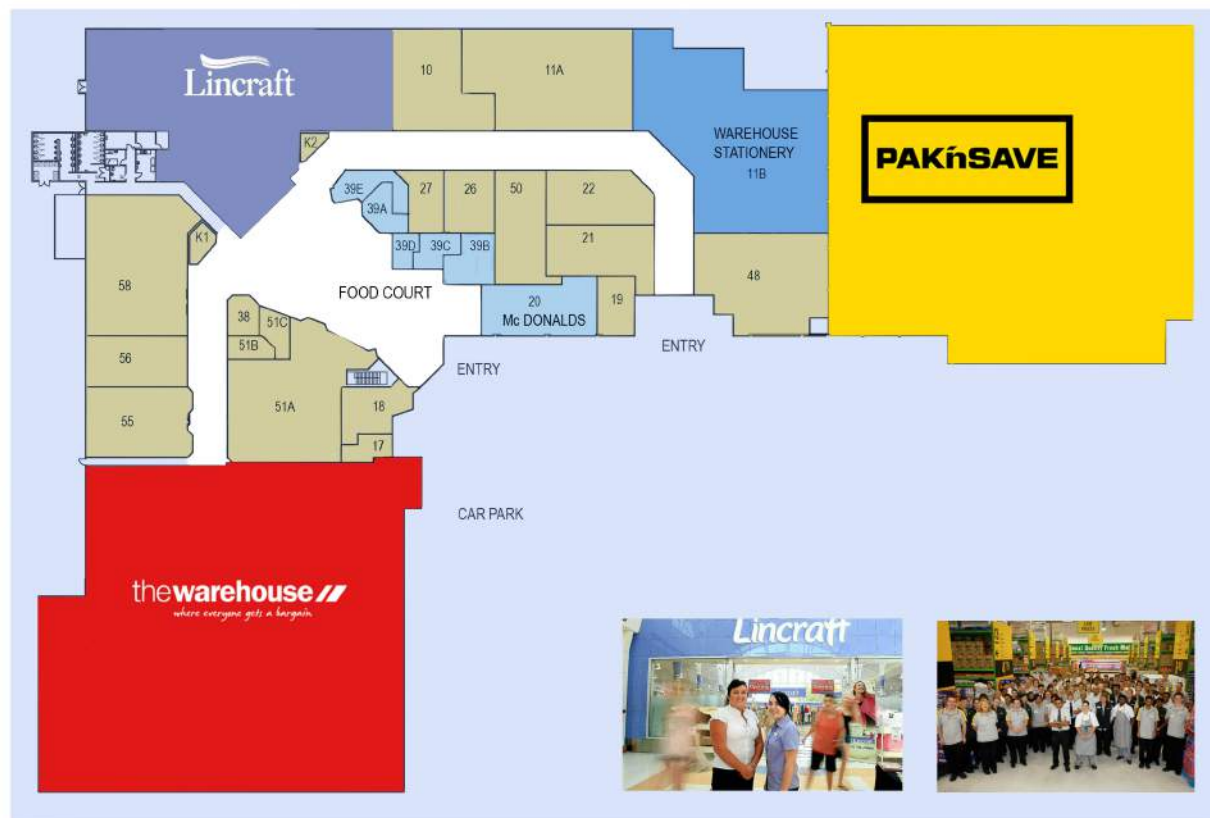 Lincraft
10
11A
WAREHOUSE
STATIONERY
11B
PAK'nSAVE
K2
39E
39A
27
26
50
22
21
K1
39D
39C
39B
48
58
FOOD COURT
20
Mc DONALDS
19
38
51C
51B
56
ENTRY
ENTRY
51A
18
55
17
CAR PARK
thewarehouse
where everyone gets a bargain
Lincraft